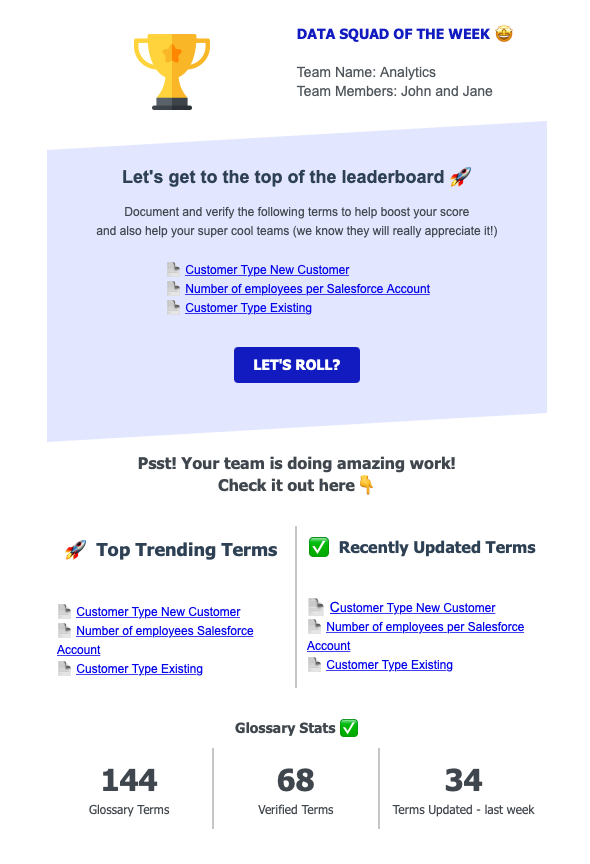 DATA SQUAD OF THE WEEK 🤩
Team Name: Analytics
Team Members: John and Jane
Let's get to the top of the leaderboard 🚀
Document and verify the following terms to help boost your score
and also help your super cool teams (we know they will really appreciate it!)
Customer Type New Customer
Number of employees per Salesforce Account
Customer Type Existing
LET'S ROLL?
Psst! Your team is doing amazing work!
Check it out here 👇
🚀 Top Trending Terms
Customer Type New Customer
Number of employees Salesforce
Account
Customer Type Existing
✅ Recently Updated Terms
Customer Type New Customer
Number of employees per Salesforce
Account
Customer Type Existing
Glossary Stats ✅
144
Glossary Terms
68
Verified Terms
34
Terms Updated - last week